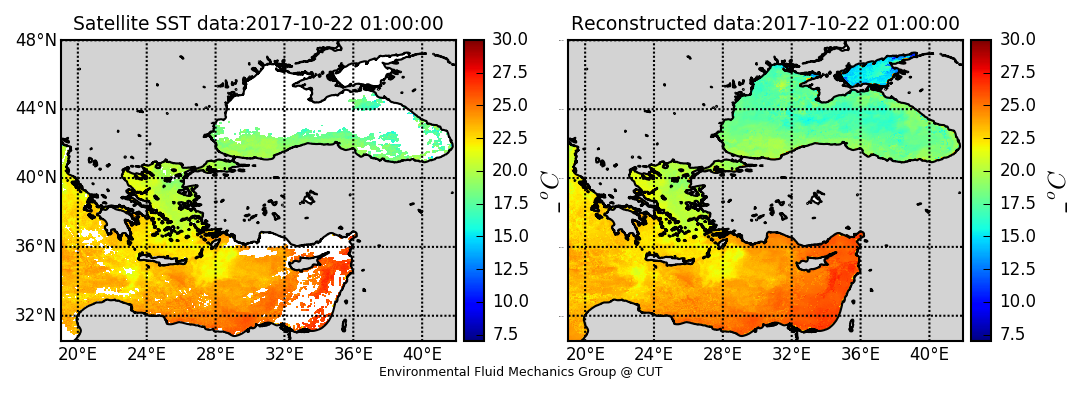 Satellite SST data:2017-10-22 01:00:00
48°N
44°N
40°N
36°N
32°N
20°E 24°E 28°E 32°E 36°E 40°E
30.0
27.5
25.0
22.5
20.0
17.5
15.0
12.5
10.0
7.5
°C
Reconstructed data:2017-10-22 01:00:00
20°E 24°E 28°E 32°E 36°E 40°E
30.0
27.5
25.0
22.5
20.0
17.5
15.0
12.5
10.0
7.5
°C
Environmental Fluid Mechanics Group @ CUT